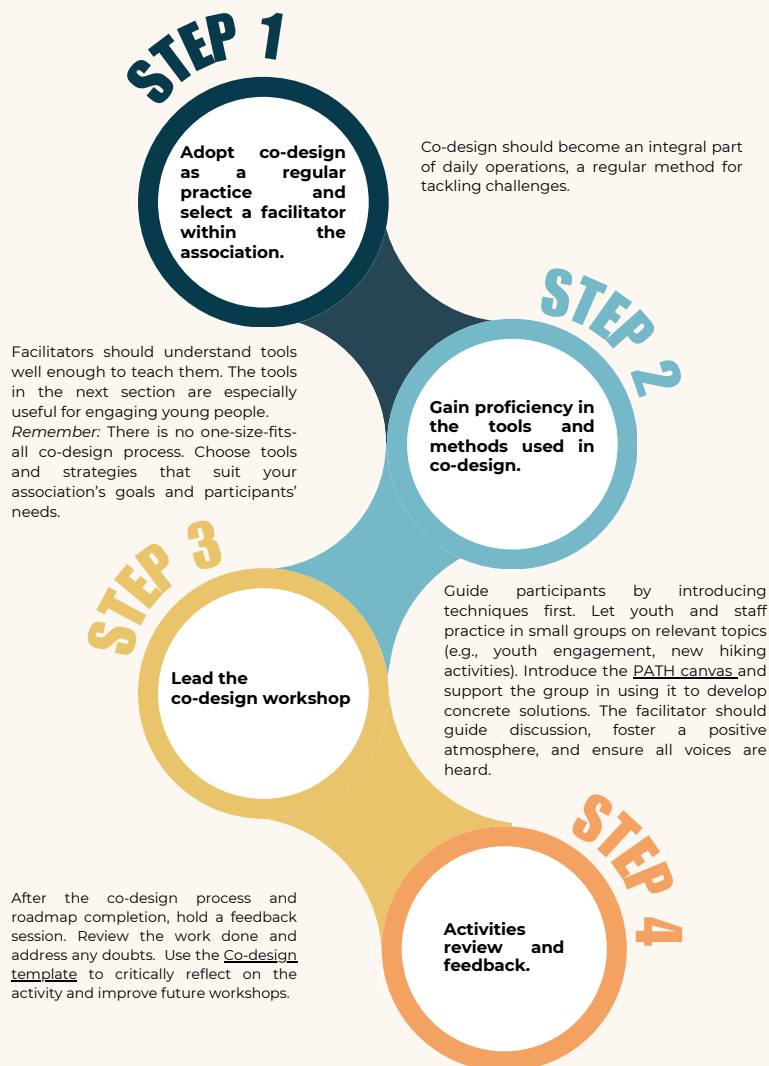 STEP 1
Adopt co-design
as a regular
practice and
select a facilitator
within the
association.
Co-design should become an integral part
of daily operations, a regular method for
tackling challenges.
STEP 2
Gain proficiency in
the tools and
methods used in
co-design.
Facilitators should understand tools
well enough to teach them. The tools
in the next section are especially
useful for engaging young people.
Remember: There is no one-size-fits-
all co-design process. Choose tools
and strategies that suit your
association’s goals and participants’
needs.
STEP 3
Lead the
co-design workshop
Guide participants by introducing
techniques first. Let youth and staff
practice in small groups on relevant topics
(e.g., youth engagement, new hiking
activities). Introduce the PATH canvas and
support the group in using it to develop
concrete solutions. The facilitator should
guide discussion, foster a positive
atmosphere, and ensure all voices are
heard.
STEP 4
Activities
review and
feedback.
After the co-design process and
roadmap completion, hold a feedback
session. Review the work done and
address any doubts. Use the Co-design
template to critically reflect on the
activity and improve future workshops.